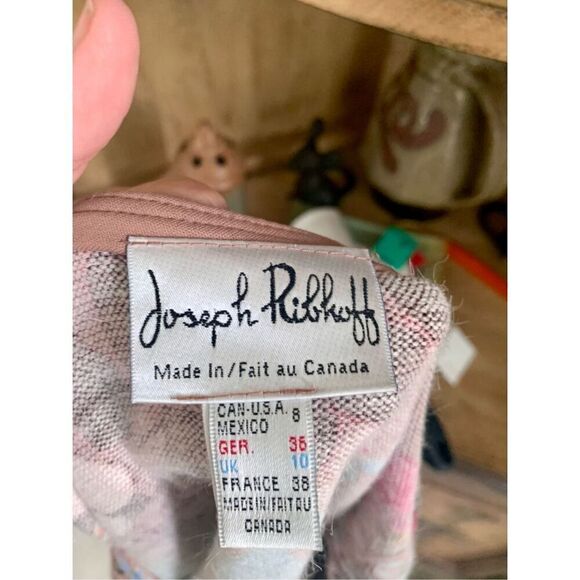 Joseph Ribkoff
Made In/Fait au Canada
CAN-U.S.A. 8
MEXICO
GER. 36
UK 10
FRANCE 38
MADE IN/FAIT AU
CANADA